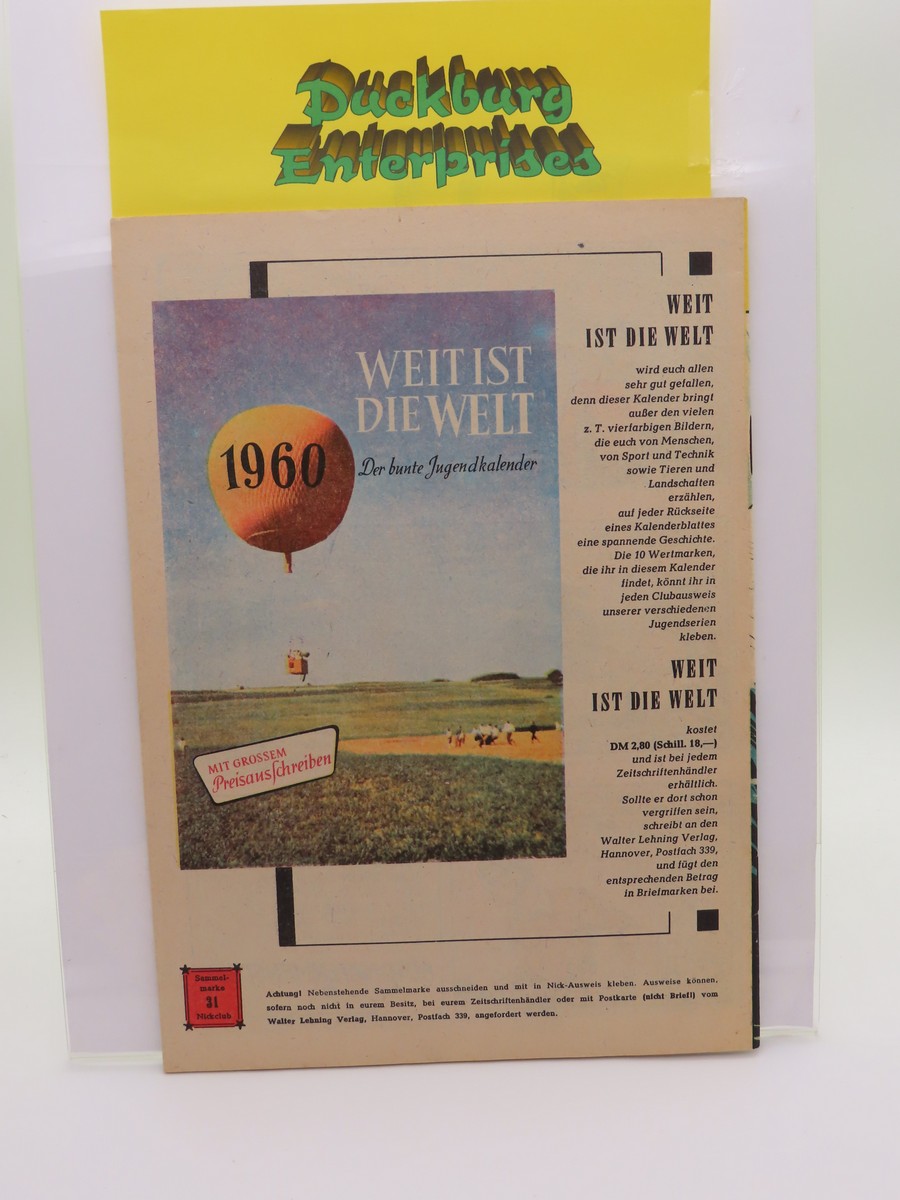 Duckburg
Enterprises
WEIT IST
DIE WELT
1960
Der bunte Jugendkalender
MIT GROSSEM
Preisausschreiben
WEIT
IST DIE WELT
wird euch allen
sehr gut gefallen,
denn dieser Kalender bringt
außer den vielen
z. T. vierfarbigen Bildern,
die euch von Menschen,
von Sport und Technik
sowie Tieren und
Landschaften
erzählen,
auf jeder Rückseite
eines Kalenderblattes
eine spannende Geschichte.
Die 10 Wertmarken,
die ihr in diesem Kalender
findet, könnt ihr in
jeden Clubausweis
unserer verschiedenen
Jugendserien
kleben.
WEIT
IST DIE WELT
kostet
DM 2,80 (Schill. 18,—)
und ist bei jedem
Zeitschriftenhändler
erhältlich.
Sollte er dort schon
vergriffen sein,
schreibt an den
Walter Lehning Verlag,
Hannover, Postfach 339,
und fügt den
entsprechenden Betrag
in Briefmarken bei.
Sammel-
marke
31
Nickclub
Achtung! Nebenstehende Sammelmarke ausschneiden und mit in Nick-Ausweis kleben. Ausweise können,
sofern noch nicht in eurem Besitz, bei eurem Zeitschriftenhändler oder mit Postkarte (nicht Brief!) vom
Walter Lehning Verlag, Hannover, Postfach 339, angefordert werden.